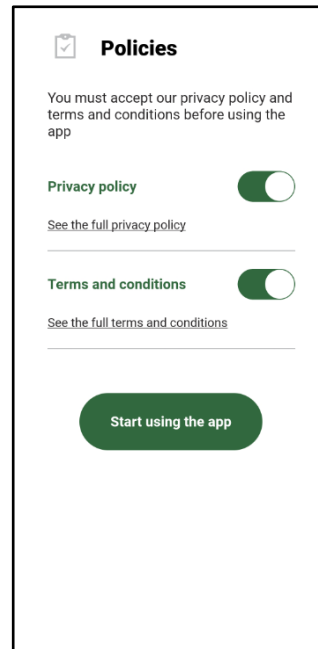 Policies
You must accept our privacy policy and
terms and conditions before using the
app
Privacy policy
See the full privacy policy
Terms and conditions
See the full terms and conditions
Start using the app